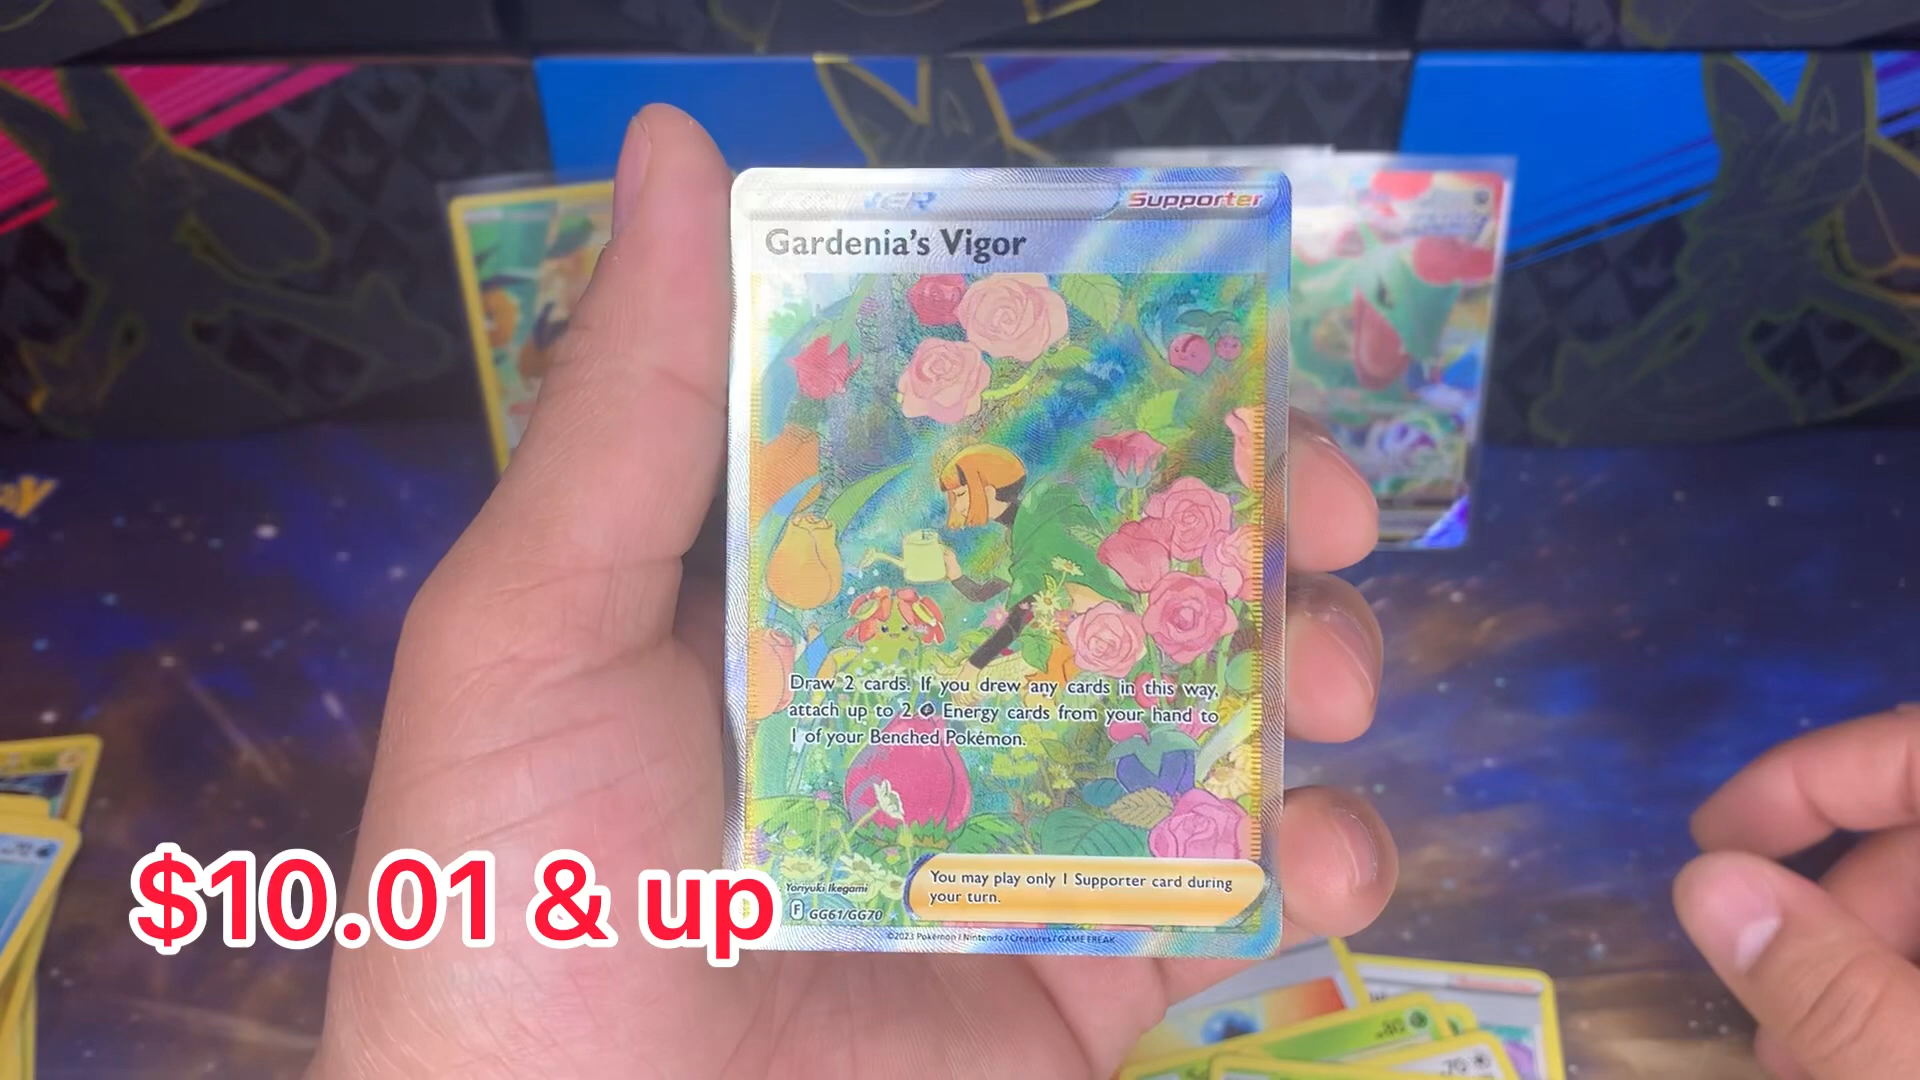 Supporter
Gardenia's Vigor
Draw 2 cards. If you drew any cards in this way,
attach up to 2 Energy cards from your hand to
1 of your Benched Pokémon.
$10.01 & up
Yoriyuki Ikegami
F GG61/GG70
You may play only 1 Supporter card during
your turn.
©2023 Pokémon / Nintendo / Creatures / GAME FREAK
70